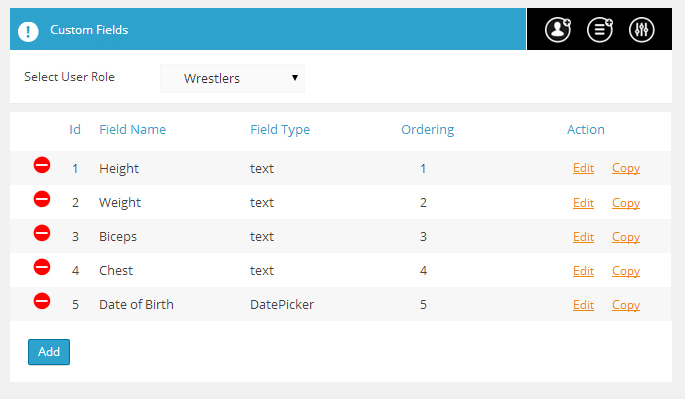 Custom Fields
Select User Role Wrestlers
Id Field Name Field Type Ordering Action
1 Height text 1 Edit Copy
2 Weight text 2 Edit Copy
3 Biceps text 3 Edit Copy
4 Chest text 4 Edit Copy
5 Date of Birth DatePicker 5 Edit Copy
Add